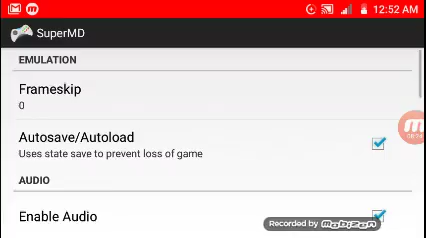 12:52 AM
SuperMD
EMULATION
Frameskip
0
Autosave/Autoload
Uses state save to prevent loss of game
AUDIO
Enable Audio
Recorded by mobizen